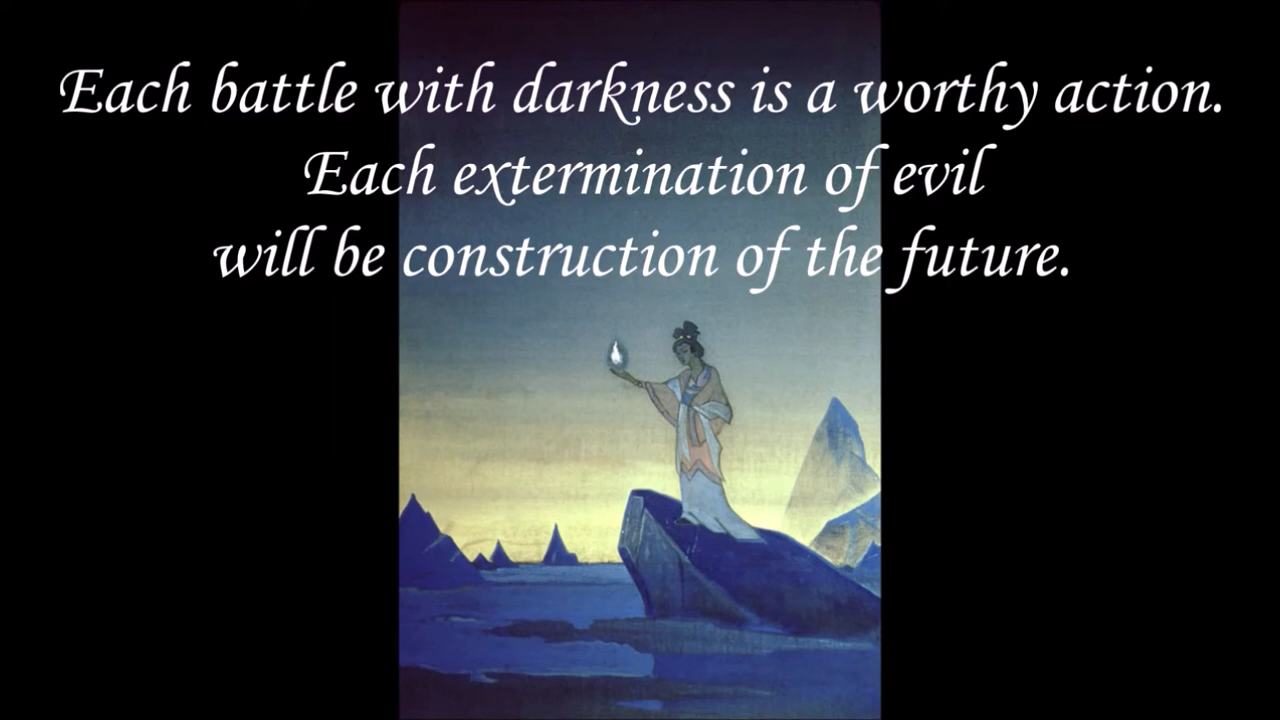 Each battle with darkness is a worthy action.
Each extermination of evil
will be construction of the future.